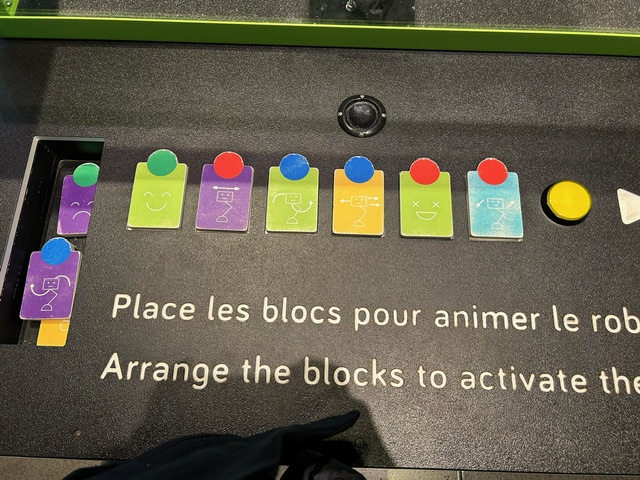 Place les blocs pour animer le rob
Arrange the blocks to activate the